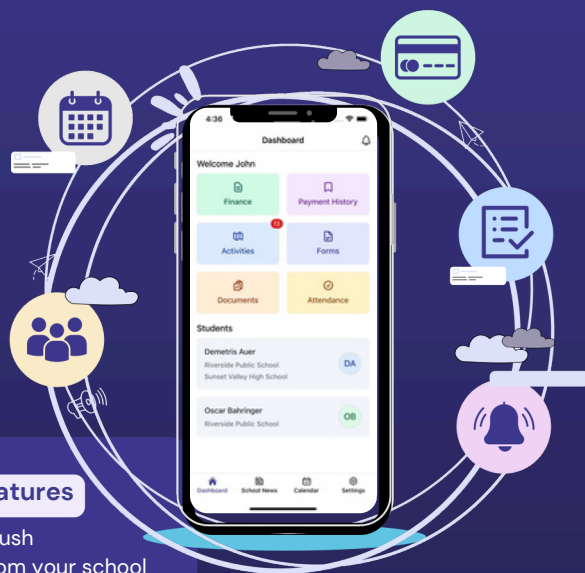 4:36
Dashboard
Welcome John
Finance
Payment History
13
Activities
Forms
Documents
Attendance
Students
Demetris Auer
Riverside Public School
Sunset Valley High School
DA
Oscar Bahringer
Riverside Public School
OB
Dashboard School News Calendar Settings
atures
ush
om your school